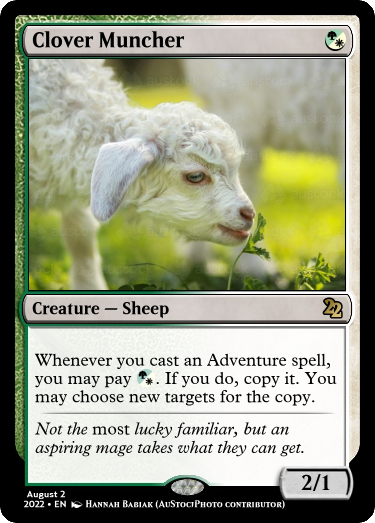 Clover Muncher
Creature — Sheep
22
Whenever you cast an Adventure spell,
you may pay . If you do, copy it. You
may choose new targets for the copy.
Not the most lucky familiar, but an
aspiring mage takes what they can get.
2/1
August 2
2022 • EN Hannah Babiak (AuStoc1Photo contributor)